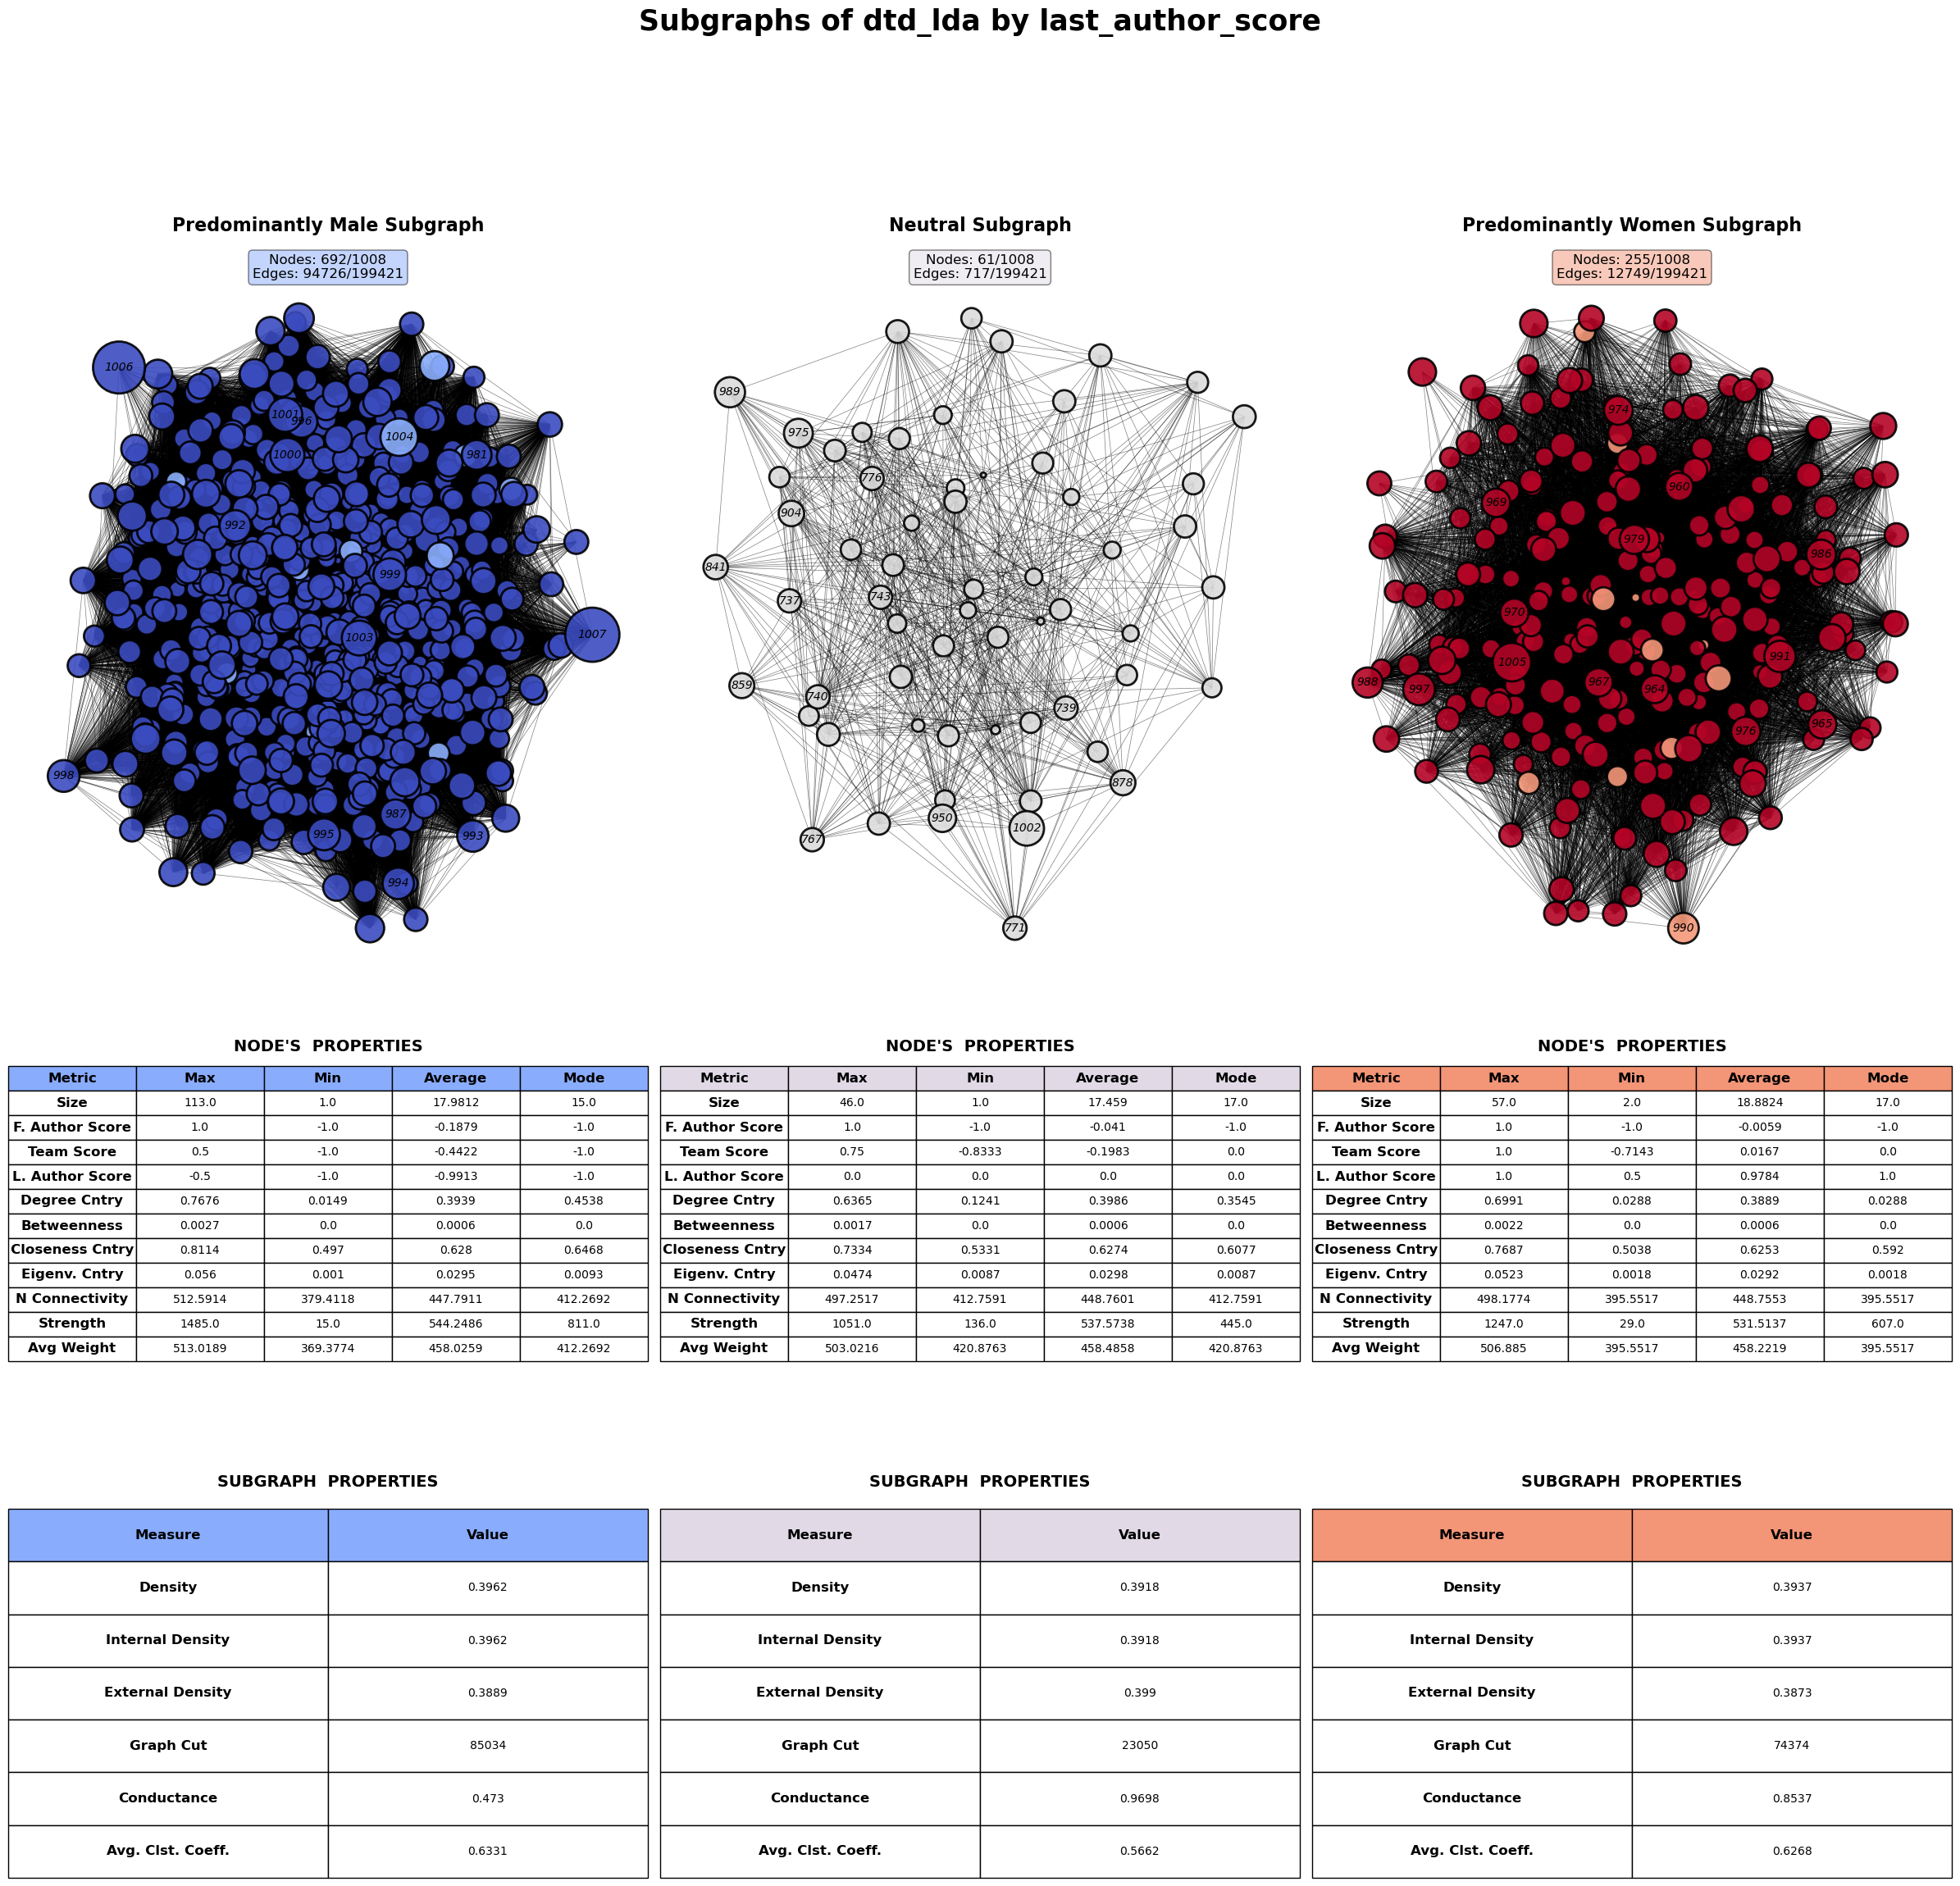 Subgraphs of dtd_lda by last_author_score
Predominantly Male Subgraph
Nodes: 692/1008
Edges: 94726/199421
1006
1001
996
1004
1000
981
992
999
1003
1007
998
987
995
993
994
NODE'S PROPERTIES
Metric Max Min Average Mode
Size 113.0 1.0 17.9812 15.0
F. Author Score 1.0 -1.0 -0.1879 -1.0
Team Score 0.5 -1.0 -0.4422 -1.0
L. Author Score -0.5 -1.0 -0.9913 -1.0
Degree Cntry 0.7676 0.0149 0.3939 0.4538
Betweenness 0.0027 0.0 0.0006 0.0
Closeness Cntry 0.8114 0.497 0.628 0.6468
Eigenv. Cntry 0.056 0.001 0.0295 0.0093
N Connectivity 512.5914 379.4118 447.7911 412.2692
Strength 1485.0 15.0 544.2486 811.0
Avg Weight 513.0189 369.3774 458.0259 412.2692
SUBGRAPH PROPERTIES
Measure Value
Density 0.3962
Internal Density 0.3962
External Density 0.3889
Graph Cut 85034
Conductance 0.473
Avg. Clst. Coeff. 0.6331
Neutral Subgraph
Nodes: 61/1008
Edges: 717/199421
989
975
776
904
841
737
743
859
740
739
878
950
1002
767
771
NODE'S PROPERTIES
Metric Max Min Average Mode
Size 46.0 1.0 17.459 17.0
F. Author Score 1.0 -1.0 -0.041 -1.0
Team Score 0.75 -0.8333 -0.1983 0.0
L. Author Score 0.0 0.0 0.0 0.0
Degree Cntry 0.6365 0.1241 0.3986 0.3545
Betweenness 0.0017 0.0 0.0006 0.0
Closeness Cntry 0.7334 0.5331 0.6274 0.6077
Eigenv. Cntry 0.0474 0.0087 0.0298 0.0087
N Connectivity 497.2517 412.7591 448.7601 412.7591
Strength 1051.0 136.0 537.5738 445.0
Avg Weight 503.0216 420.8763 458.4858 420.8763
SUBGRAPH PROPERTIES
Measure Value
Density 0.3918
Internal Density 0.3918
External Density 0.399
Graph Cut 23050
Conductance 0.9698
Avg. Clst. Coeff. 0.5662
Predominantly Women Subgraph
Nodes: 255/1008
Edges: 12749/199421
974
960
969
979
986
970
1005
991
988
997
967
964
965
976
990
NODE'S PROPERTIES
Metric Max Min Average Mode
Size 57.0 2.0 18.8824 17.0
F. Author Score 1.0 -1.0 -0.0059 -1.0
Team Score 1.0 -0.7143 0.0167 0.0
L. Author Score 1.0 0.5 0.9784 1.0
Degree Cntry 0.6991 0.0288 0.3889 0.0288
Betweenness 0.0022 0.0 0.0006 0.0
Closeness Cntry 0.7687 0.5038 0.6253 0.592
Eigenv. Cntry 0.0523 0.0018 0.0292 0.0018
N Connectivity 498.1774 395.5517 448.7553 395.5517
Strength 1247.0 29.0 531.5137 607.0
Avg Weight 506.885 395.5517 458.2219 395.5517
SUBGRAPH PROPERTIES
Measure Value
Density 0.3937
Internal Density 0.3937
External Density 0.3873
Graph Cut 74374
Conductance 0.8537
Avg. Clst. Coeff. 0.6268